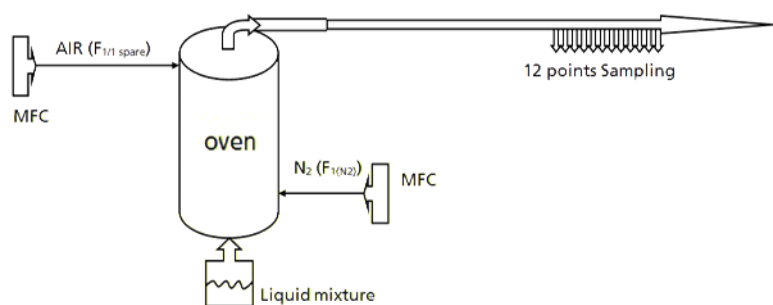 AIR (F1/1 spare)
12 points Sampling
MFC
oven
N2 (F1(N2))
MFC
Liquid mixture